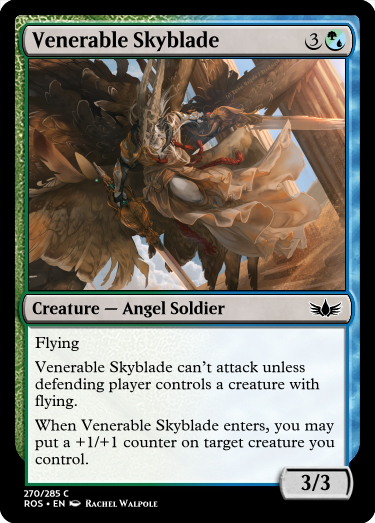 Venerable Skyblade 3
Creature — Angel Soldier
Flying
Venerable Skyblade can't attack unless
defending player controls a creature with
flying.
When Venerable Skyblade enters, you may
put a +1/+1 counter on target creature you
control.
3/3
270/285 C
ROS • EN Rachel Walpole